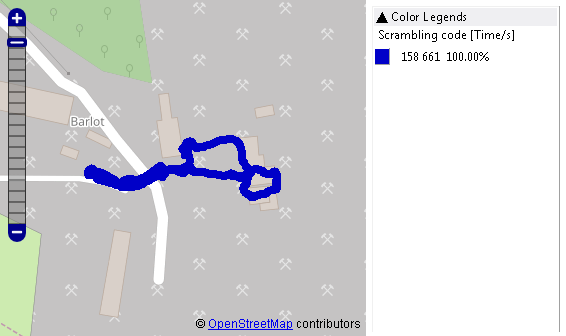 Barlot
© OpenStreetMap contributors
▲ Color Legends
Scrambling code [Time/s]
158 661 100.00%